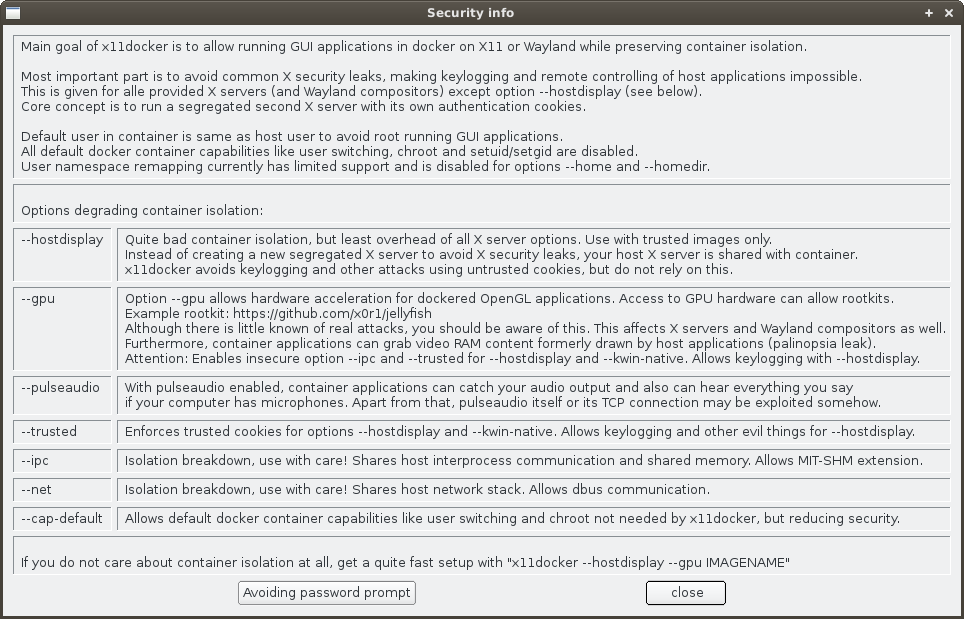 Security info
Main goal of x11docker is to allow running GUI applications in docker on X11 or Wayland while preserving container isolation.
Most important part is to avoid common X security leaks, making keylogging and remote controlling of host applications impossible.
This is given for alle provided X servers (and Wayland compositors) except option --hostdisplay (see below).
Core concept is to run a segregated second X server with its own authentication cookies.
Default user in container is same as host user to avoid root running GUI applications.
All default docker container capabilities like user switching, chroot and setuid/setgid are disabled.
User namespace remapping currently has limited support and is disabled for options --home and --homedir.
Options degrading container isolation:
--hostdisplay
Quite bad container isolation, but least overhead of all X server options. Use with trusted images only.
Instead of creating a new segregated X server to avoid X security leaks, your host X server is shared with container.
x11docker avoids keylogging and other attacks using untrusted cookies, but do not rely on this.
--gpu
Option --gpu allows hardware acceleration for dockered OpenGL applications. Access to GPU hardware can allow rootkits.
Example rootkit: https://github.com/x0r1/jellyfish
Although there is little known of real attacks, you should be aware of this. This affects X servers and Wayland compositors as well.
Furthermore, container applications can grab video RAM content formerly drawn by host applications (palinopsia leak).
Attention: Enables insecure option --ipc and --trusted for --hostdisplay and --kwin-native. Allows keylogging with --hostdisplay.
--pulseaudio
With pulseaudio enabled, container applications can catch your audio output and also can hear everything you say
if your computer has microphones. Apart from that, pulseaudio itself or its TCP connection may be exploited somehow.
--trusted
Enforces trusted cookies for options --hostdisplay and --kwin-native. Allows keylogging and other evil things for --hostdisplay.
--ipc
Isolation breakdown, use with care! Shares host interprocess communication and shared memory. Allows MIT-SHM extension.
--net
Isolation breakdown, use with care! Shares host network stack. Allows dbus communication.
--cap-default
Allows default docker container capabilities like user switching and chroot not needed by x11docker, but reducing security.
If you do not care about container isolation at all, get a quite fast setup with "x11docker --hostdisplay --gpu IMAGENAME"
Avoiding password prompt
close